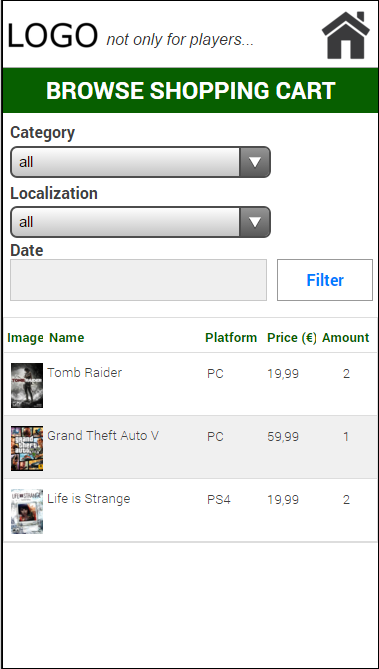 LOGO not only for players...
BROWSE SHOPPING CART
Category
all
Localization
all
Date
Filter
Image Name Platform Price (€) Amount
Tomb Raider PC 19,99 2
Grand Theft Auto V PC 59,99 1
Life is Strange PS4 19,99 2